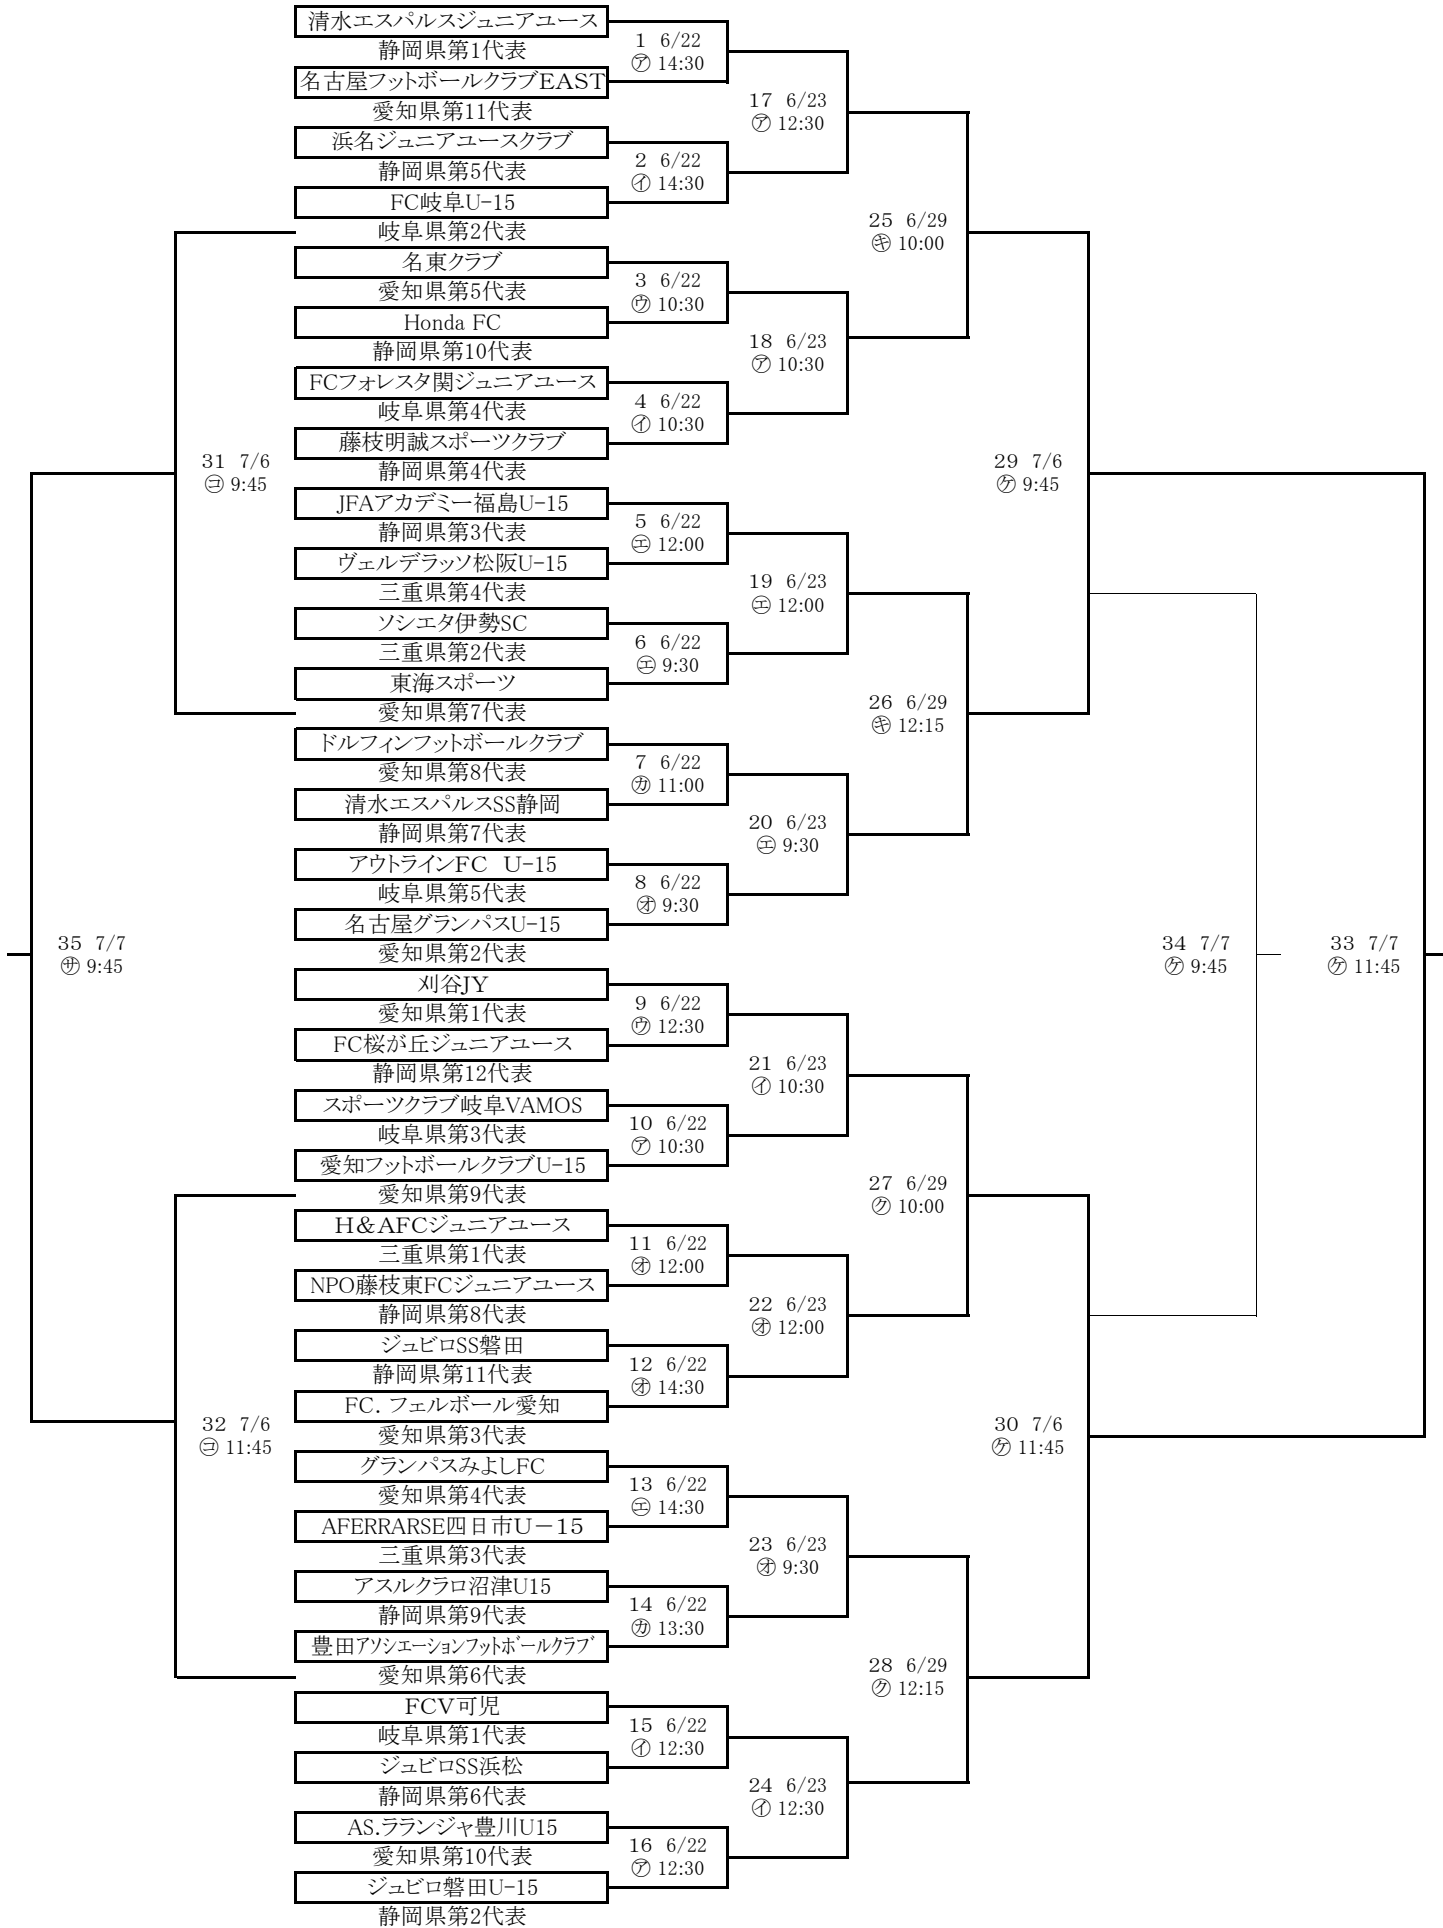 清水エスパルスジュニアユース
静岡県第1代表
名古屋フットボールクラブEAST
愛知県第11代表
浜名ジュニアユースクラブ
静岡県第5代表
FC岐阜U-15
岐阜県第2代表
名東クラブ
愛知県第5代表
Honda FC
静岡県第10代表
FCフォレスタ関ジュニアユース
岐阜県第4代表
藤枝明誠スポーツクラブ
静岡県第4代表
JFAアカデミー福島U-15
静岡県第3代表
ヴェルデラッソ松阪U-15
三重県第4代表
ソシエタ伊勢SC
三重県第2代表
東海スポーツ
愛知県第7代表
ドルフィンフットボールクラブ
愛知県第8代表
清水エスパルスSS静岡
静岡県第7代表
アウトラインFC U-15
岐阜県第5代表
名古屋グランパスU-15
愛知県第2代表
刈谷JY
愛知県第1代表
FC桜が丘ジュニアユース
静岡県第12代表
スポーツクラブ岐阜VAMOS
岐阜県第3代表
愛知フットボールクラブU-15
愛知県第9代表
H&AFCジュニアユース
三重県第1代表
NPO藤枝東FCジュニアユース
静岡県第8代表
ジュビロSS磐田
静岡県第11代表
FC．フェルボール愛知
愛知県第3代表
グランパスみよしFC
愛知県第4代表
AFERRARSE四日市U－15
三重県第3代表
アスルクラロ沼津U15
静岡県第9代表
豊田アソシエーションフットボールクラブ
愛知県第6代表
FCV可児
岐阜県第1代表
ジュビロSS浜松
静岡県第6代表
AS.ラランジャ豊川U15
愛知県第10代表
ジュビロ磐田U-15
静岡県第2代表
1 6/22
㋐ 14:30
2 6/22
㋑ 14:30
3 6/22
㋒ 10:30
4 6/22
㋑ 10:30
5 6/22
㋓ 12:00
6 6/22
㋓ 9:30
7 6/22
㋕ 11:00
8 6/22
㋔ 9:30
9 6/22
㋒ 12:30
10 6/22
㋐ 10:30
11 6/22
㋔ 12:00
12 6/22
㋔ 14:30
13 6/22
㋓ 14:30
14 6/22
㋕ 13:30
15 6/22
㋑ 12:30
16 6/22
㋐ 12:30
17 6/23
㋐ 12:30
18 6/23
㋐ 10:30
19 6/23
㋓ 12:00
20 6/23
㋓ 9:30
21 6/23
㋑ 10:30
22 6/23
㋔ 12:00
23 6/23
㋔ 9:30
24 6/23
㋑ 12:30
25 6/29
㋖ 10:00
26 6/29
㋖ 12:15
27 6/29
㋗ 10:00
28 6/29
㋗ 12:15
29 7/6
㋘ 9:45
30 7/6
㋘ 11:45
31 7/6
㋙ 9:45
32 7/6
㋙ 11:45
33 7/7
㋘ 11:45
34 7/7
㋘ 9:45
35 7/7
㋚ 9:45